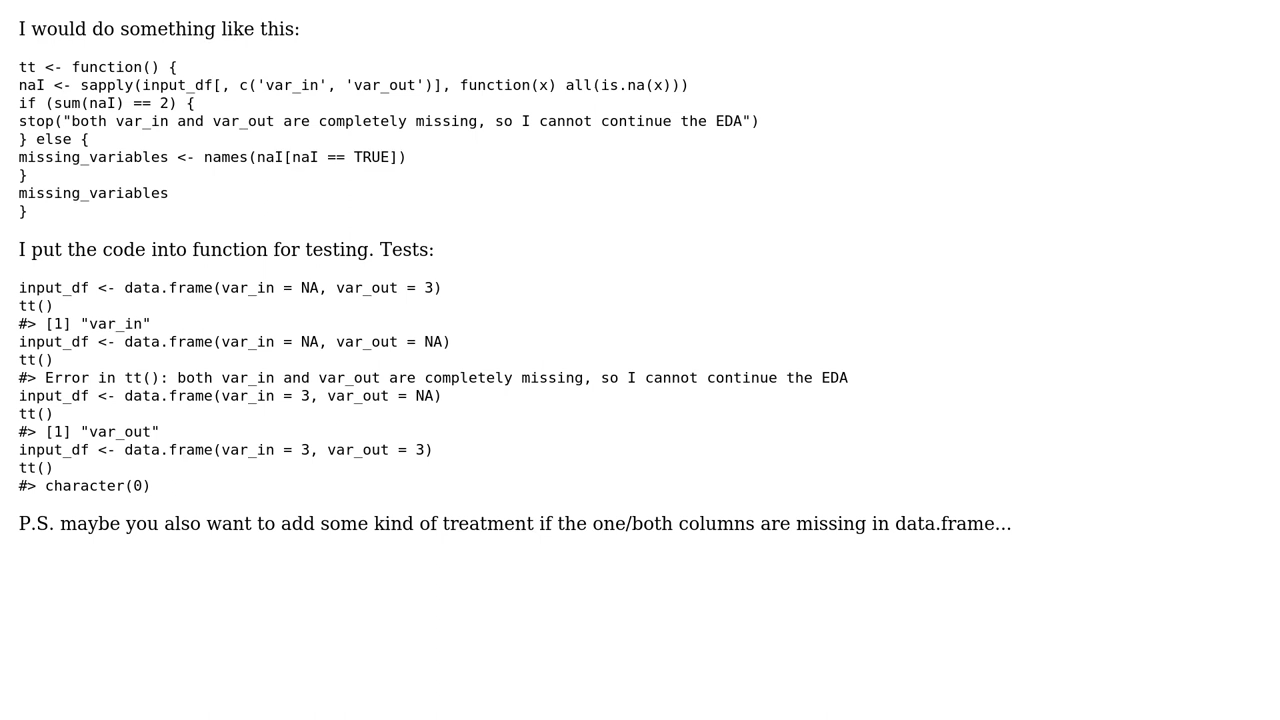 I would do something like this:
tt <- function() {
naI <- sapply(input_df[, c('var_in', 'var_out')], function(x) all(is.na(x)))
if (sum(naI) == 2) {
stop("both var_in and var_out are completely missing, so I cannot continue the EDA")
} else {
missing_variables <- names(naI[naI == TRUE])
}
missing_variables
}
I put the code into function for testing. Tests:
input_df <- data.frame(var_in = NA, var_out = 3)
tt()
#> [1] "var_in"
input_df <- data.frame(var_in = NA, var_out = NA)
tt()
#> Error in tt(): both var_in and var_out are completely missing, so I cannot continue the EDA
input_df <- data.frame(var_in = 3, var_out = NA)
tt()
#> [1] "var_out"
input_df <- data.frame(var_in = 3, var_out = 3)
tt()
#> character(0)
P.S. maybe you also want to add some kind of treatment if the one/both columns are missing in data.frame...